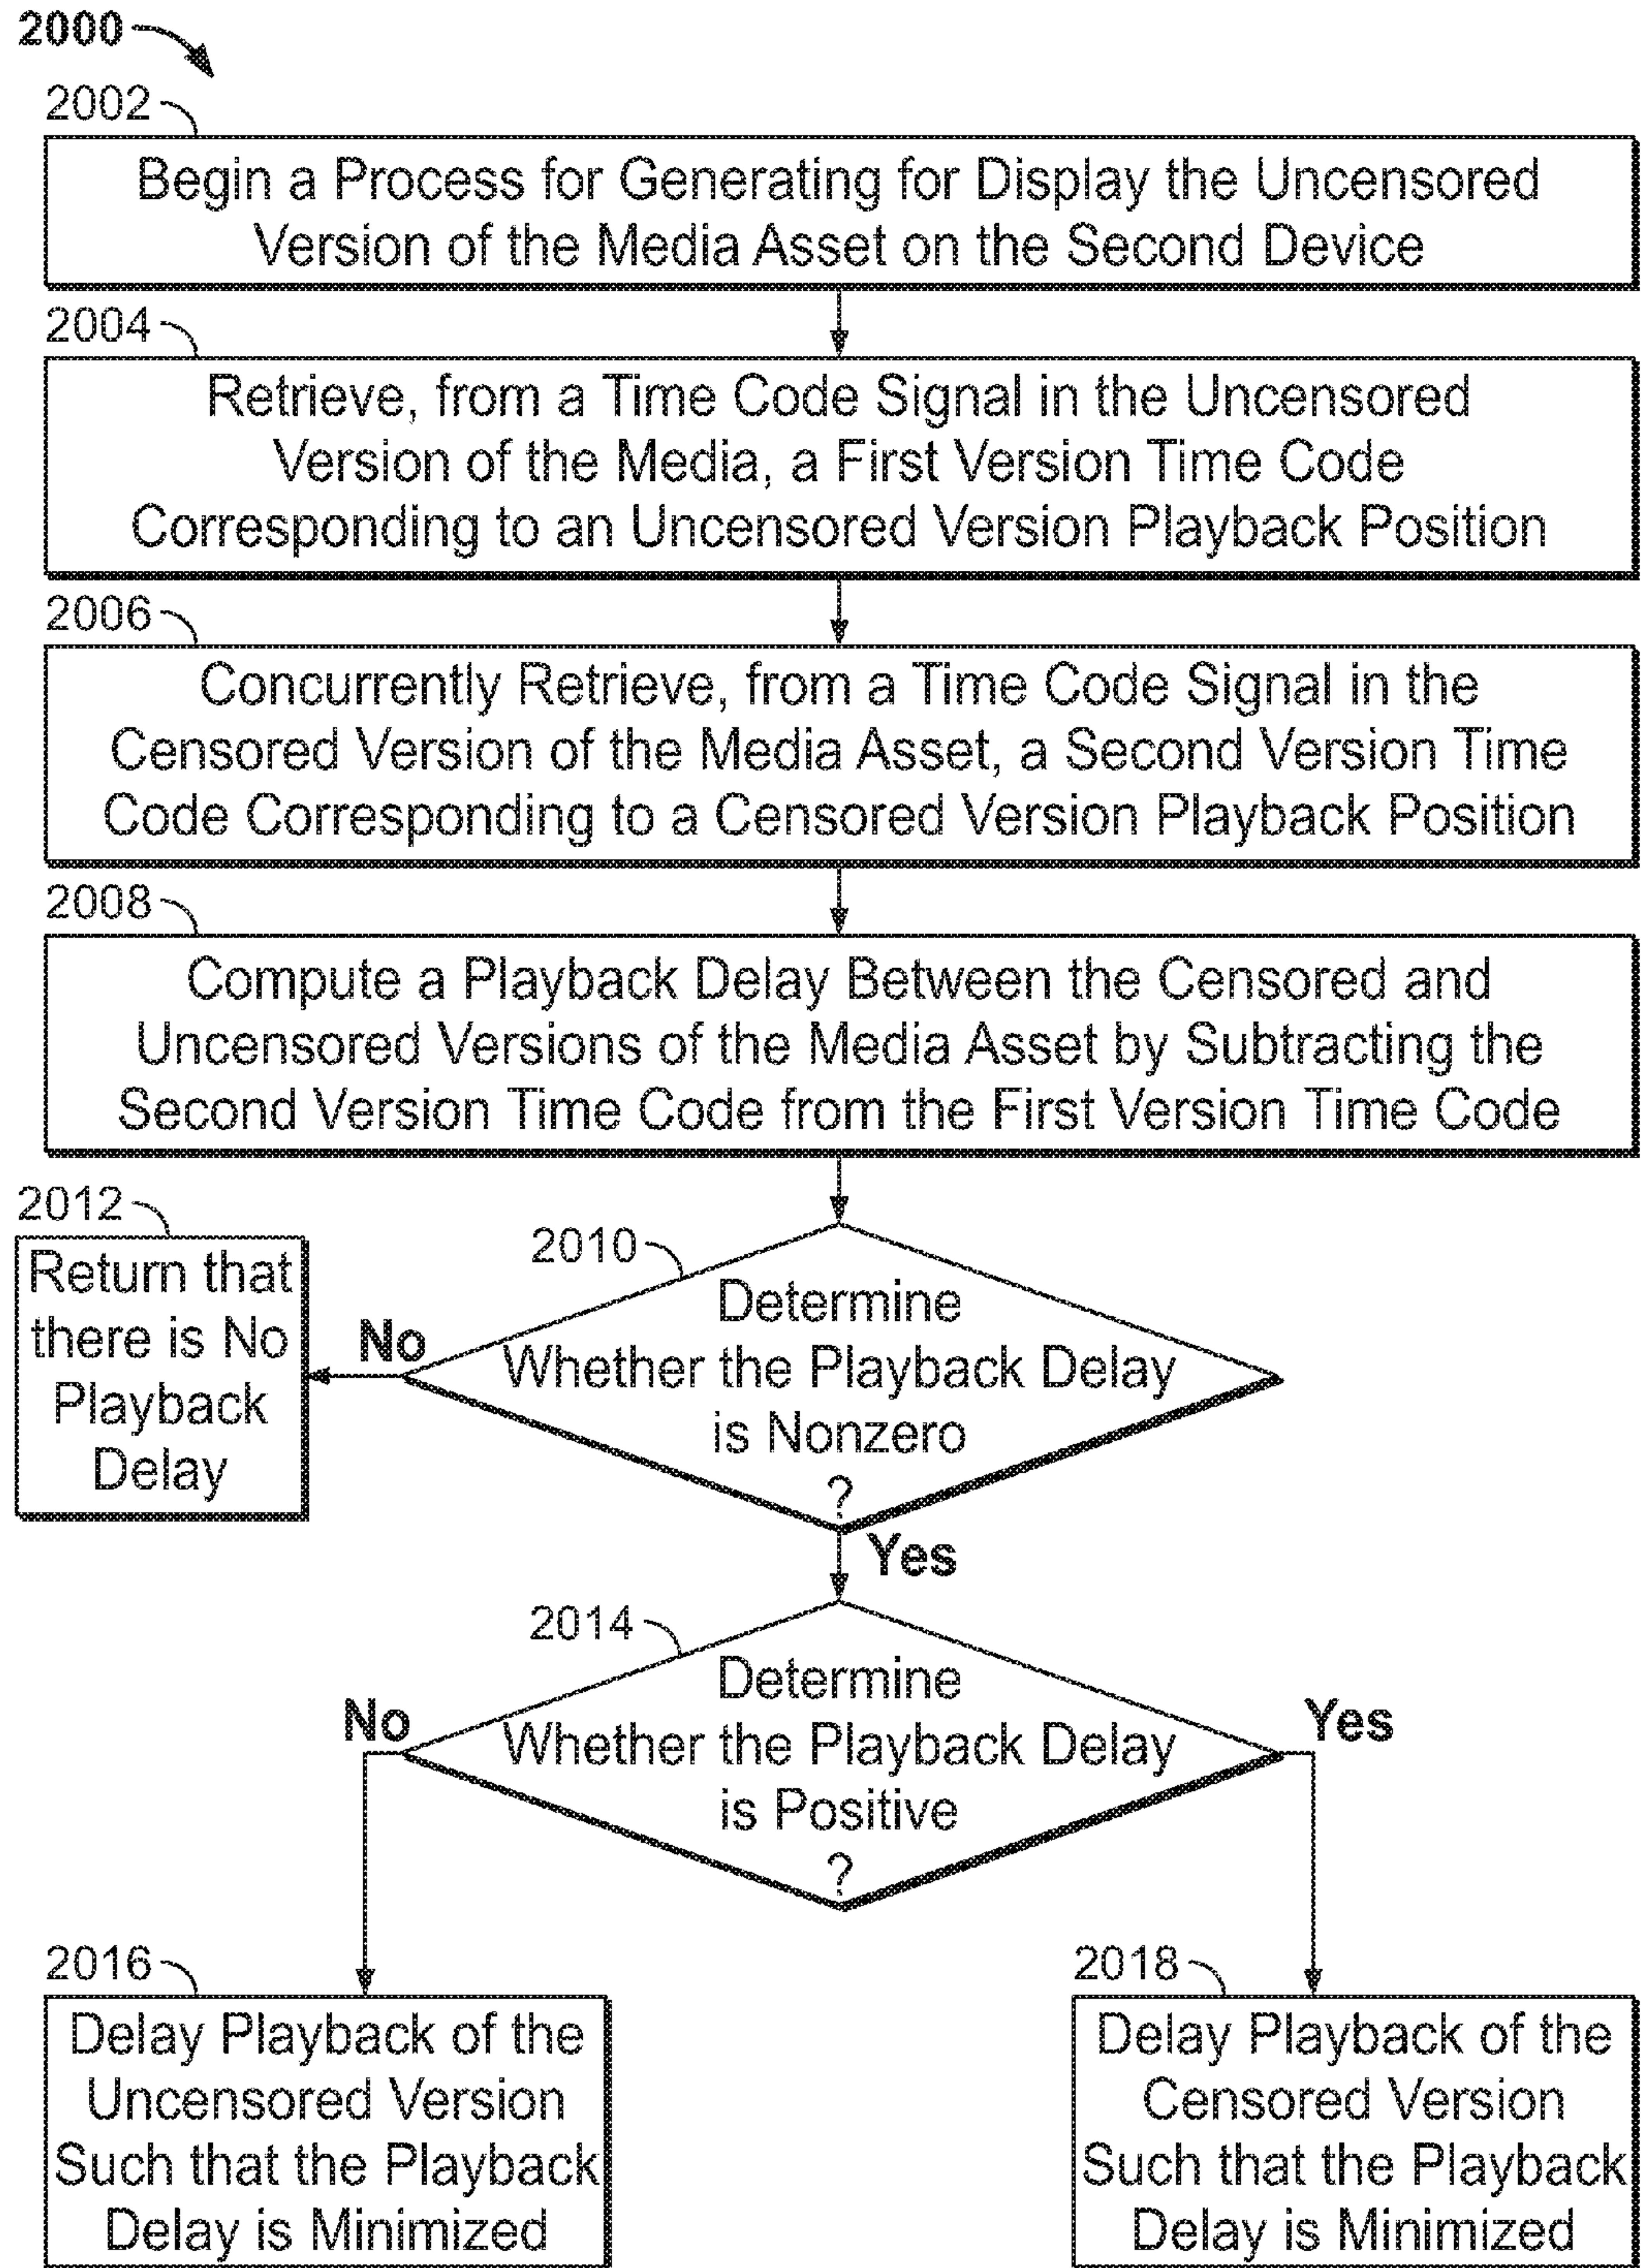 2000
2002
Begin a Process for Generating for Display the Uncensored
Version of the Media Asset on the Second Device
2004
Retrieve, from a Time Code Signal in the Uncensored
Version of the Media, a First Version Time Code
Corresponding to an Uncensored Version Playback Position
2006
Concurrently Retrieve, from a Time Code Signal in the
Censored Version of the Media Asset, a Second Version Time
Code Corresponding to a Censored Version Playback Position
2008
Compute a Playback Delay Between the Censored and
Uncensored Versions of the Media Asset by Subtracting the
Second Version Time Code from the First Version Time Code
2012
Return that
there is No
Playback
Delay
No
2010
Determine
Whether the Playback Delay
is Nonzero
?
Yes
2014
Determine
Whether the Playback Delay
is Positive
?
No
Yes
2016
Delay Playback of the
Uncensored Version
Such that the Playback
Delay is Minimized
2018
Delay Playback of the
Censored Version
Such that the Playback
Delay is Minimized